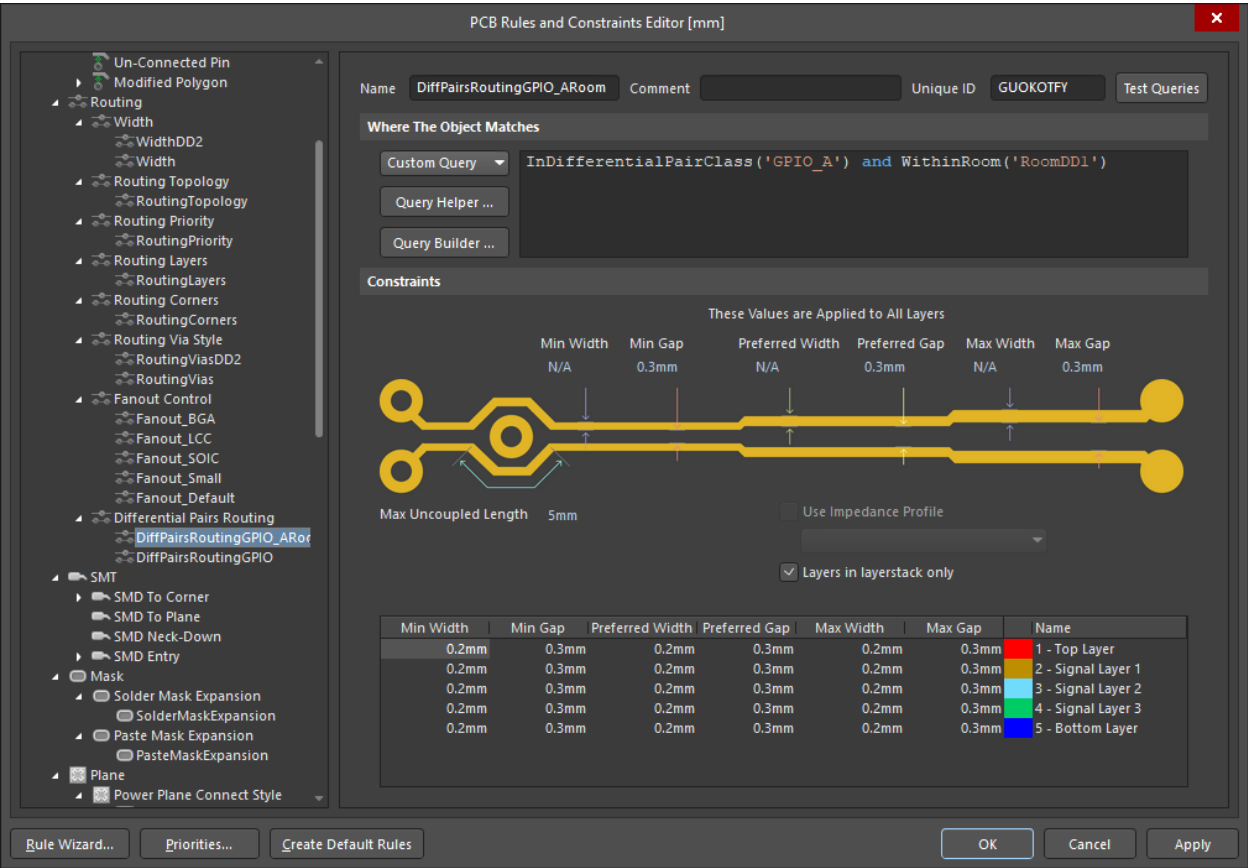 PCB Rules and Constraints Editor [mm]
Un-Connected Pin
Modified Polygon
Routing
Width
WidthDD2
Width
Routing Topology
RoutingTopology
Routing Priority
RoutingPriority
Routing Layers
RoutingLayers
Routing Corners
RoutingCorners
Routing Via Style
RoutingViasDD2
RoutingVias
Fanout Control
Fanout_BGA
Fanout_LCC
Fanout_SOIC
Fanout_Small
Fanout_Default
Differential Pairs Routing
DiffPairsRoutingGPIO_ARoo
DiffPairsRoutingGPIO
SMT
SMD To Corner
SMD To Plane
SMD Neck-Down
SMD Entry
Mask
Solder Mask Expansion
SolderMaskExpansion
Paste Mask Expansion
PasteMaskExpansion
Plane
Power Plane Connect Style
Name DiffPairsRoutingGPIO_ARoom Comment Unique ID GUOKOTFY Test Queries
Where The Object Matches
Custom Query InDifferentialPairClass('GPIO_A') and WithinRoom('RoomDD1')
Query Helper ...
Query Builder ...
Constraints
These Values are Applied to All Layers
Min Width Min Gap Preferred Width Preferred Gap Max Width Max Gap
N/A 0.3mm N/A 0.3mm N/A 0.3mm
Max Uncoupled Length 5mm Use Impedance Profile
Layers in layerstack only
Min Width Min Gap Preferred Width Preferred Gap Max Width Max Gap Name
0.2mm 0.3mm 0.2mm 0.3mm 0.2mm 0.3mm 1 - Top Layer
0.2mm 0.3mm 0.2mm 0.3mm 0.2mm 0.3mm 2 - Signal Layer 1
0.2mm 0.3mm 0.2mm 0.3mm 0.2mm 0.3mm 3 - Signal Layer 2
0.2mm 0.3mm 0.2mm 0.3mm 0.2mm 0.3mm 4 - Signal Layer 3
0.2mm 0.3mm 0.2mm 0.3mm 0.2mm 0.3mm 5 - Bottom Layer
Rule Wizard... Priorities... Create Default Rules OK Cancel Apply